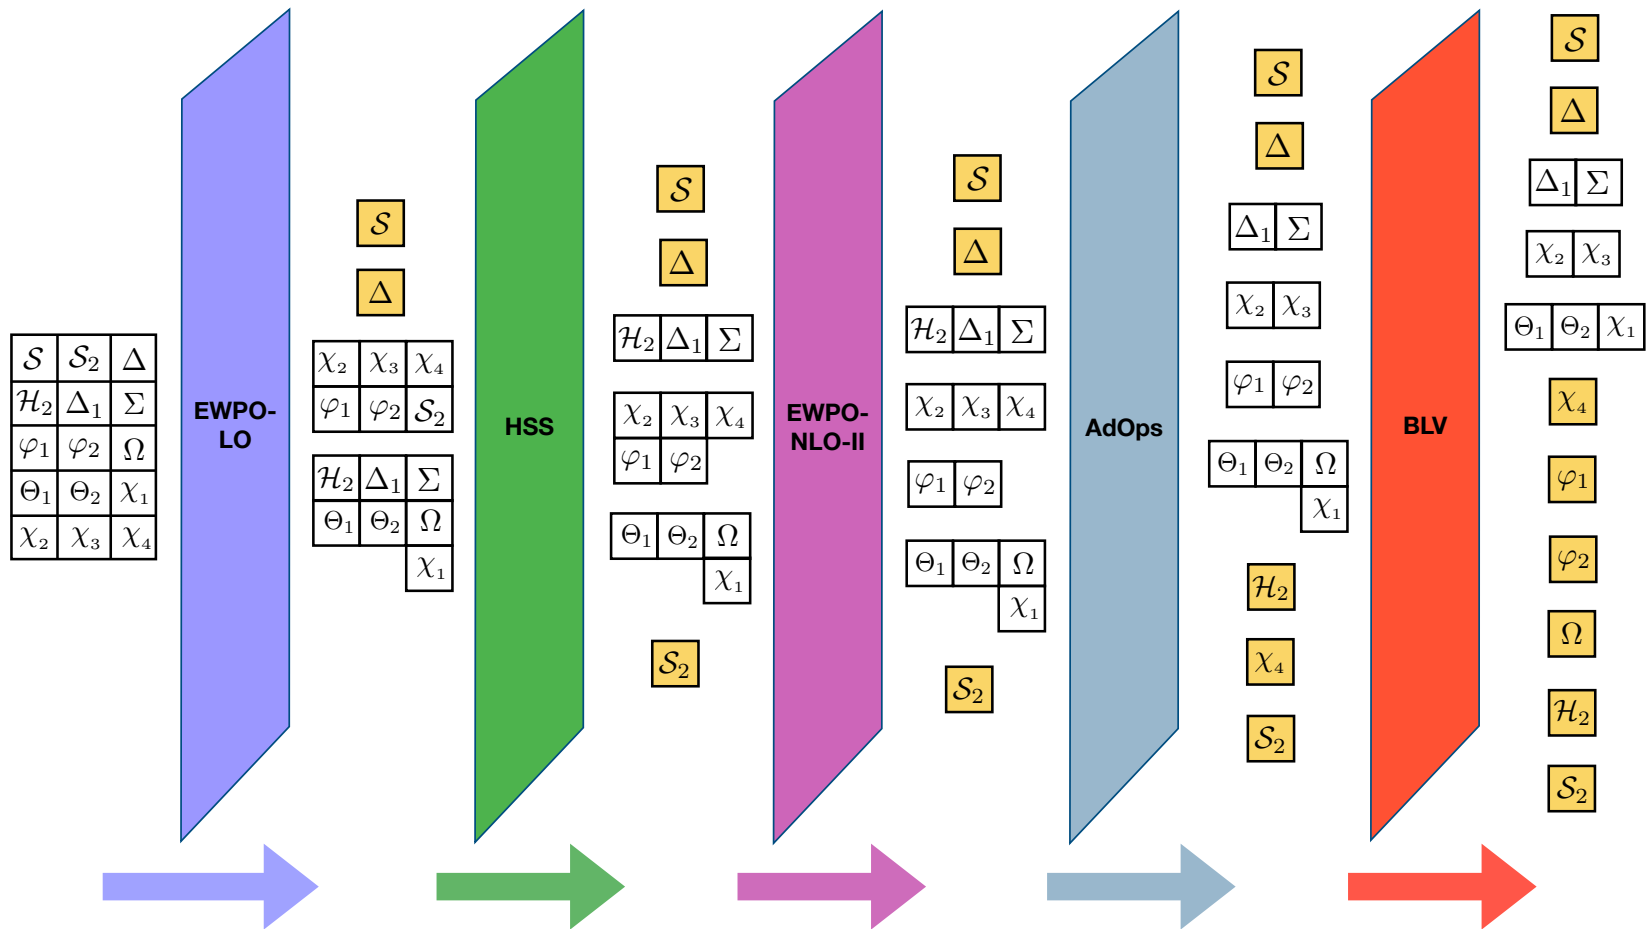 𝒮 𝒮₂ Δ
ℋ₂ Δ₁ Σ
φ₁ φ₂ Ω
Θ₁ Θ₂ χ₁
χ₂ χ₃ χ₄
EWPO-
LO
𝒮
Δ
χ₂ χ₃ χ₄
φ₁ φ₂ 𝒮₂
ℋ₂ Δ₁ Σ
Θ₁ Θ₂ Ω
χ₁
HSS
𝒮
Δ
ℋ₂ Δ₁ Σ
χ₂ χ₃ χ₄
φ₁ φ₂
Θ₁ Θ₂ Ω
χ₁
𝒮₂
EWPO-
NLO-II
𝒮
Δ
ℋ₂ Δ₁ Σ
χ₂ χ₃ χ₄
φ₁ φ₂
Θ₁ Θ₂ Ω
χ₁
𝒮₂
AdOps
𝒮
Δ
Δ₁ Σ
χ₂ χ₃
φ₁ φ₂
Θ₁ Θ₂ Ω
χ₁
ℋ₂
χ₄
𝒮₂
BLV
𝒮
Δ
Δ₁ Σ
χ₂ χ₃
Θ₁ Θ₂ χ₁
χ₄
φ₁
φ₂
Ω
ℋ₂
𝒮₂